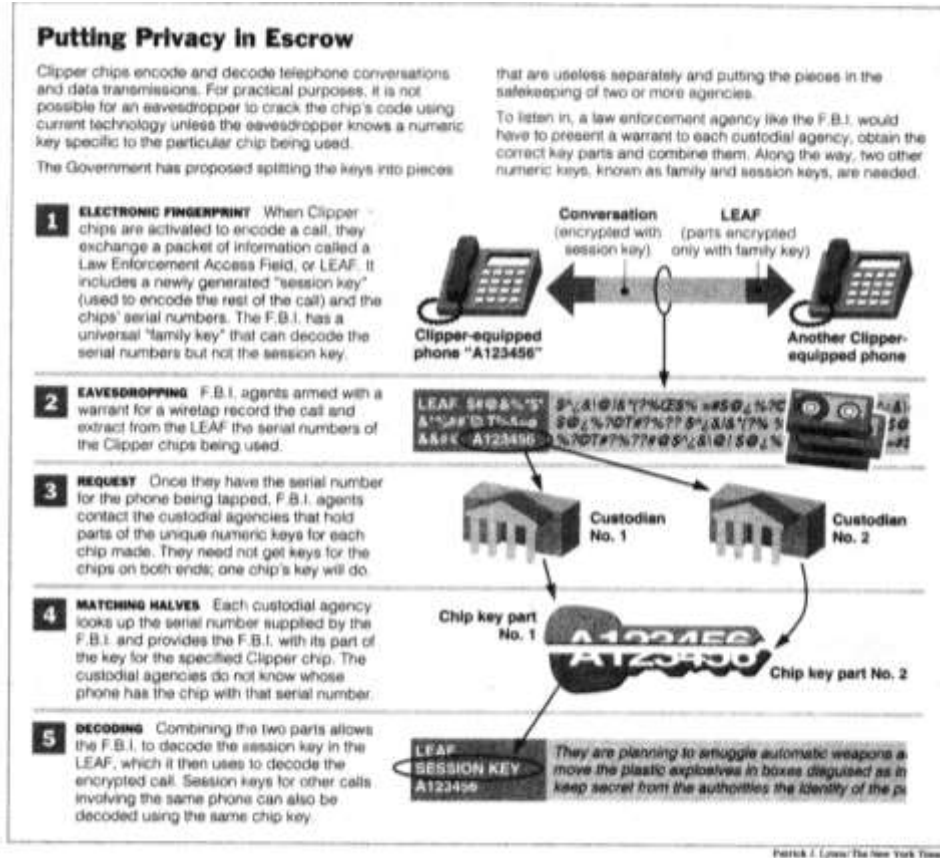 Putting Privacy in Escrow
Clipper chips encode and decode telephone conversations
and data transmissions. For practical purposes, it is not
possible for an eavesdropper to crack the chip's code using
current technology unless the eavesdropper knows a numeric
key specific to the particular chip being used.
The Government has proposed splitting the keys into pieces
that are useless separately and putting the pieces in the
safekeeping of two or more agencies.
To listen in, a law enforcement agency like the F.B.I. would
have to present a warrant to each custodial agency, obtain the
correct key parts and combine them. Along the way, two other
numeric keys, known as family and session keys, are needed.
1 ELECTRONIC FINGERPRINT When Clipper
chips are activated to encode a call, they
exchange a packet of information called a
Law Enforcement Access Field, or LEAF. It
includes a newly generated "session key"
(used to encode the rest of the call) and the
chips' serial numbers. The F.B.I. has a
universal "family key" that can decode the
serial numbers but not the session key.
Conversation
(encrypted with
session key)
LEAF
(parts encrypted
only with family key)
Clipper-equipped
phone "A123456"
Another Clipper-
equipped phone
2 EAVESDROPPING F.B.I. agents armed with a
warrant for a wiretap record the call and
extract from the LEAF the serial numbers of
the Clipper chips being used.
LEAF
A123456
3 REQUEST Once they have the serial number
for the phone being tapped, F.B.I. agents
contact the custodial agencies that hold
parts of the unique numeric keys for each
chip made. They need not get keys for the
chips on both ends; one chip's key will do.
Custodian
No. 1
Custodian
No. 2
4 MATCHING HALVES Each custodial agency
looks up the serial number supplied by the
F.B.I. and provides the F.B.I. with its part of
the key for the specified Clipper chip. The
custodial agencies do not know whose
phone has the chip with that serial number.
Chip key part
No. 1
A123456
Chip key part No. 2
5 DECODING Combining the two parts allows
the F.B.I. to decode the session key in the
LEAF, which it then uses to decode the
encrypted call. Session keys for other calls
involving the same phone can also be
decoded using the same chip key.
LEAF
SESSION KEY
A123456
They are planning to smuggle automatic weapons
move the plastic explosives in boxes disguised as
keep secret from the authorities the identity of the
Patrick J. Lyons/The New York Times